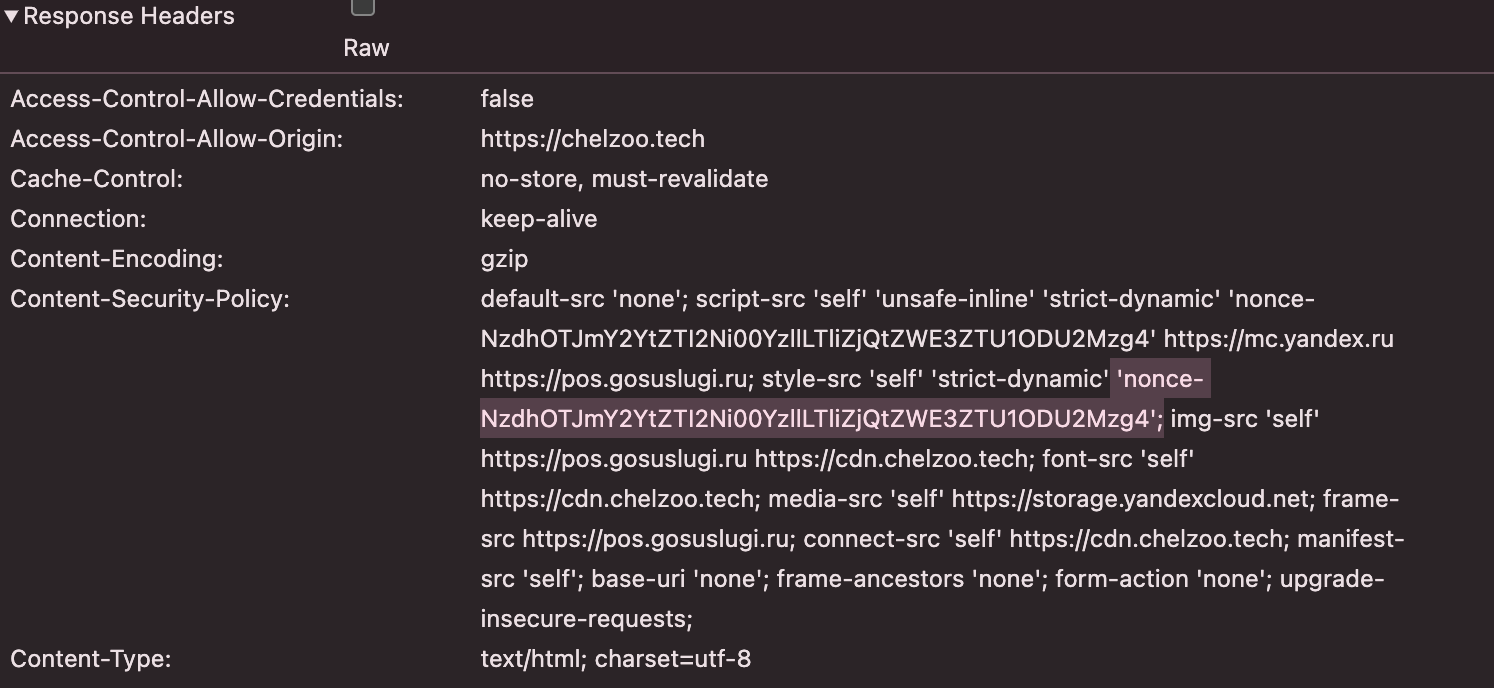 ▼Response Headers
Raw
Access-Control-Allow-Credentials: false
Access-Control-Allow-Origin: https://chelzoo.tech
Cache-Control: no-store, must-revalidate
Connection: keep-alive
Content-Encoding: gzip
Content-Security-Policy: default-src 'none'; script-src 'self' 'unsafe-inline' 'strict-dynamic' 'nonce-
NzdhOTJmY2YtZTI2Ni00YzllLTliZjQtZWE3ZTU1ODU2Mzg4' https://mc.yandex.ru
https://pos.gosuslugi.ru; style-src 'self' 'strict-dynamic' 'nonce-
NzdhOTJmY2YtZTI2Ni00YzllLTliZjQtZWE3ZTU1ODU2Mzg4'; img-src 'self'
https://pos.gosuslugi.ru https://cdn.chelzoo.tech; font-src 'self'
https://cdn.chelzoo.tech; media-src 'self' https://storage.yandexcloud.net; frame-
src https://pos.gosuslugi.ru; connect-src 'self' https://cdn.chelzoo.tech; manifest-
src 'self'; base-uri 'none'; frame-ancestors 'none'; form-action 'none'; upgrade-
insecure-requests;
Content-Type: text/html; charset=utf-8